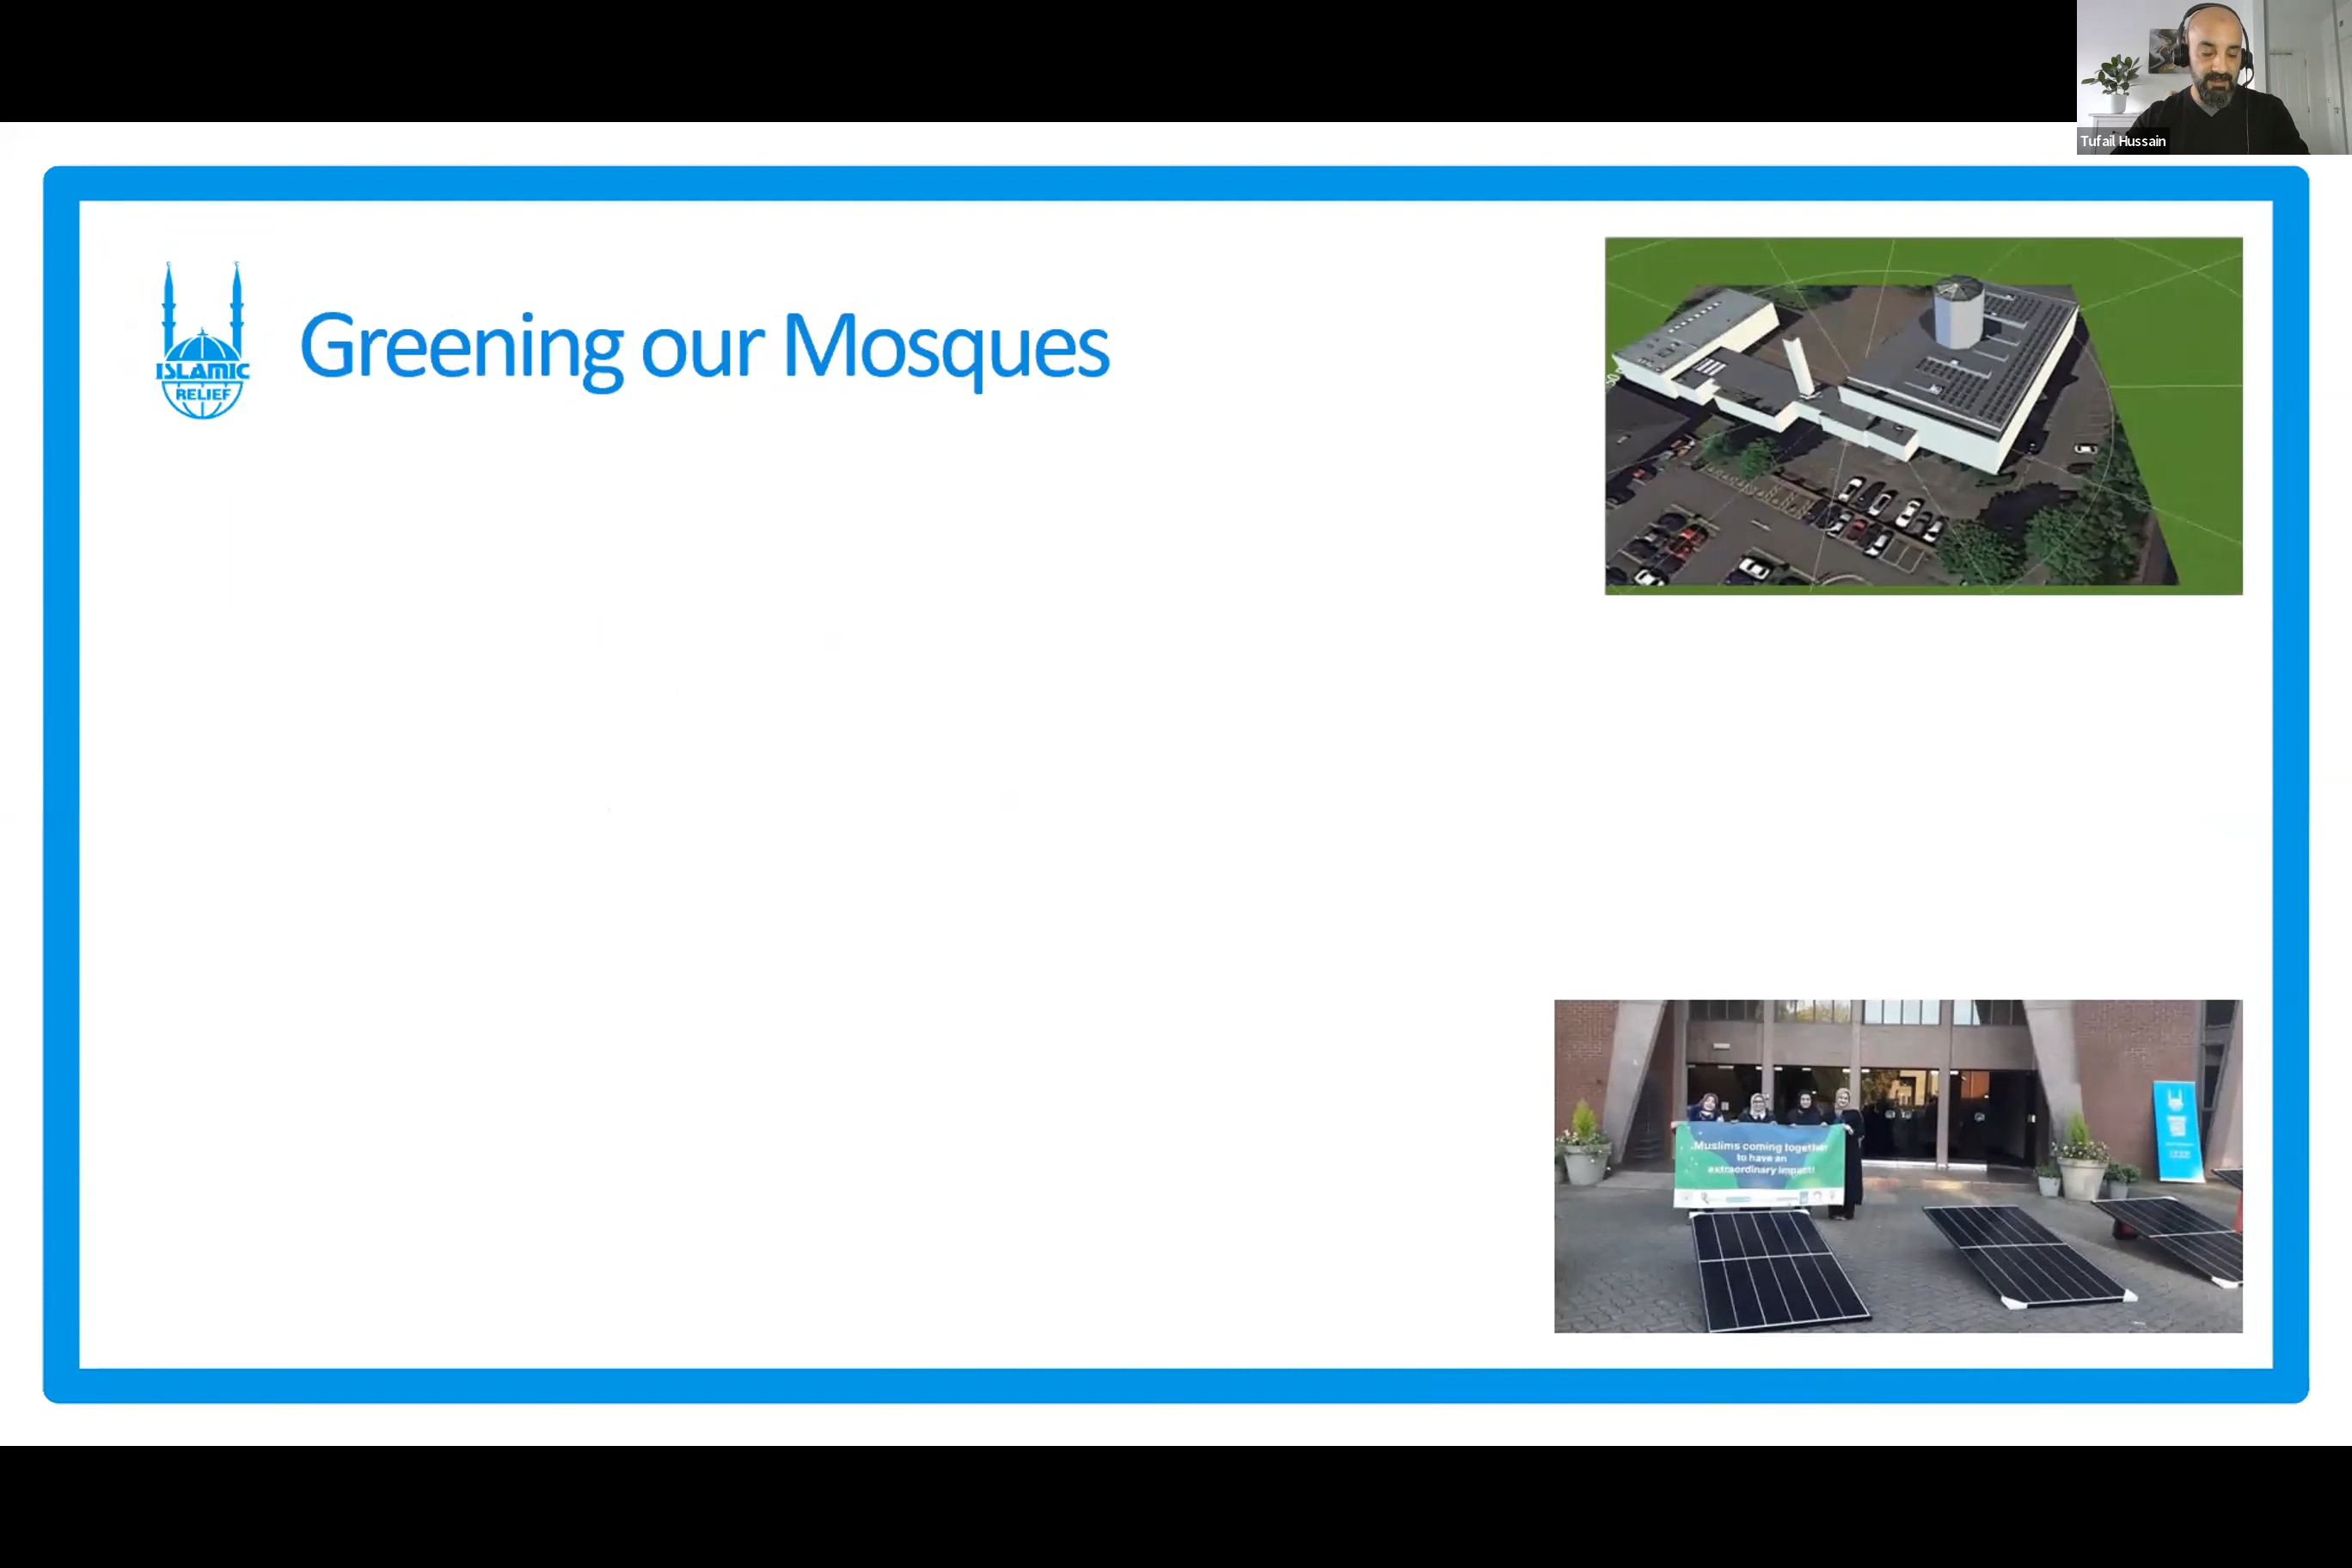 Tufail Hussain
ISLAMIC
RELIEF
Greening our Mosques
Muslims coming together
to have an
extraordinary impact!